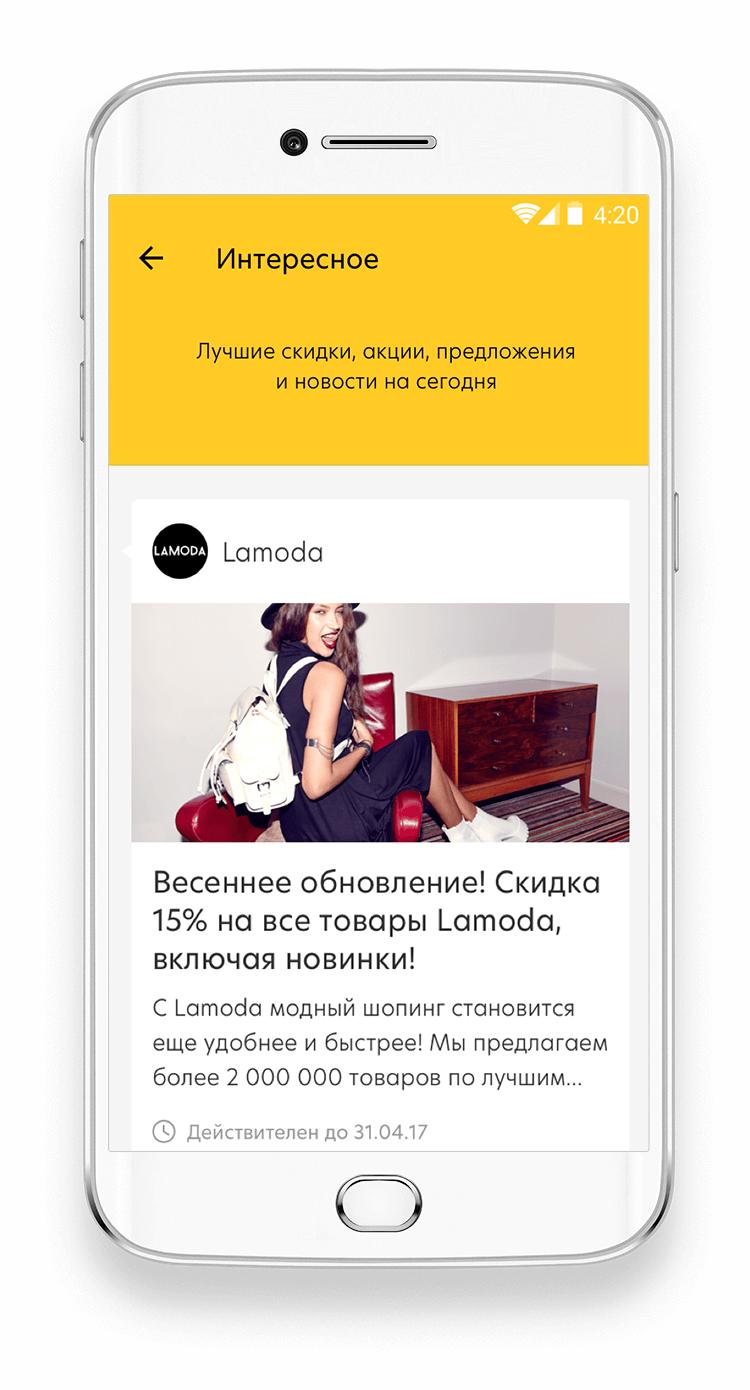 4:20
Интересное
Лучшие скидки, акции, предложения
и новости на сегодня
LAMODA
Lamoda
Весеннее обновление! Скидка
15% на все товары Lamoda,
включая новинки!
С Lamoda модный шопинг становится
еще удобнее и быстрее! Мы предлагаем
более 2 000 000 товаров по лучшим...
Действителен до 31.04.17